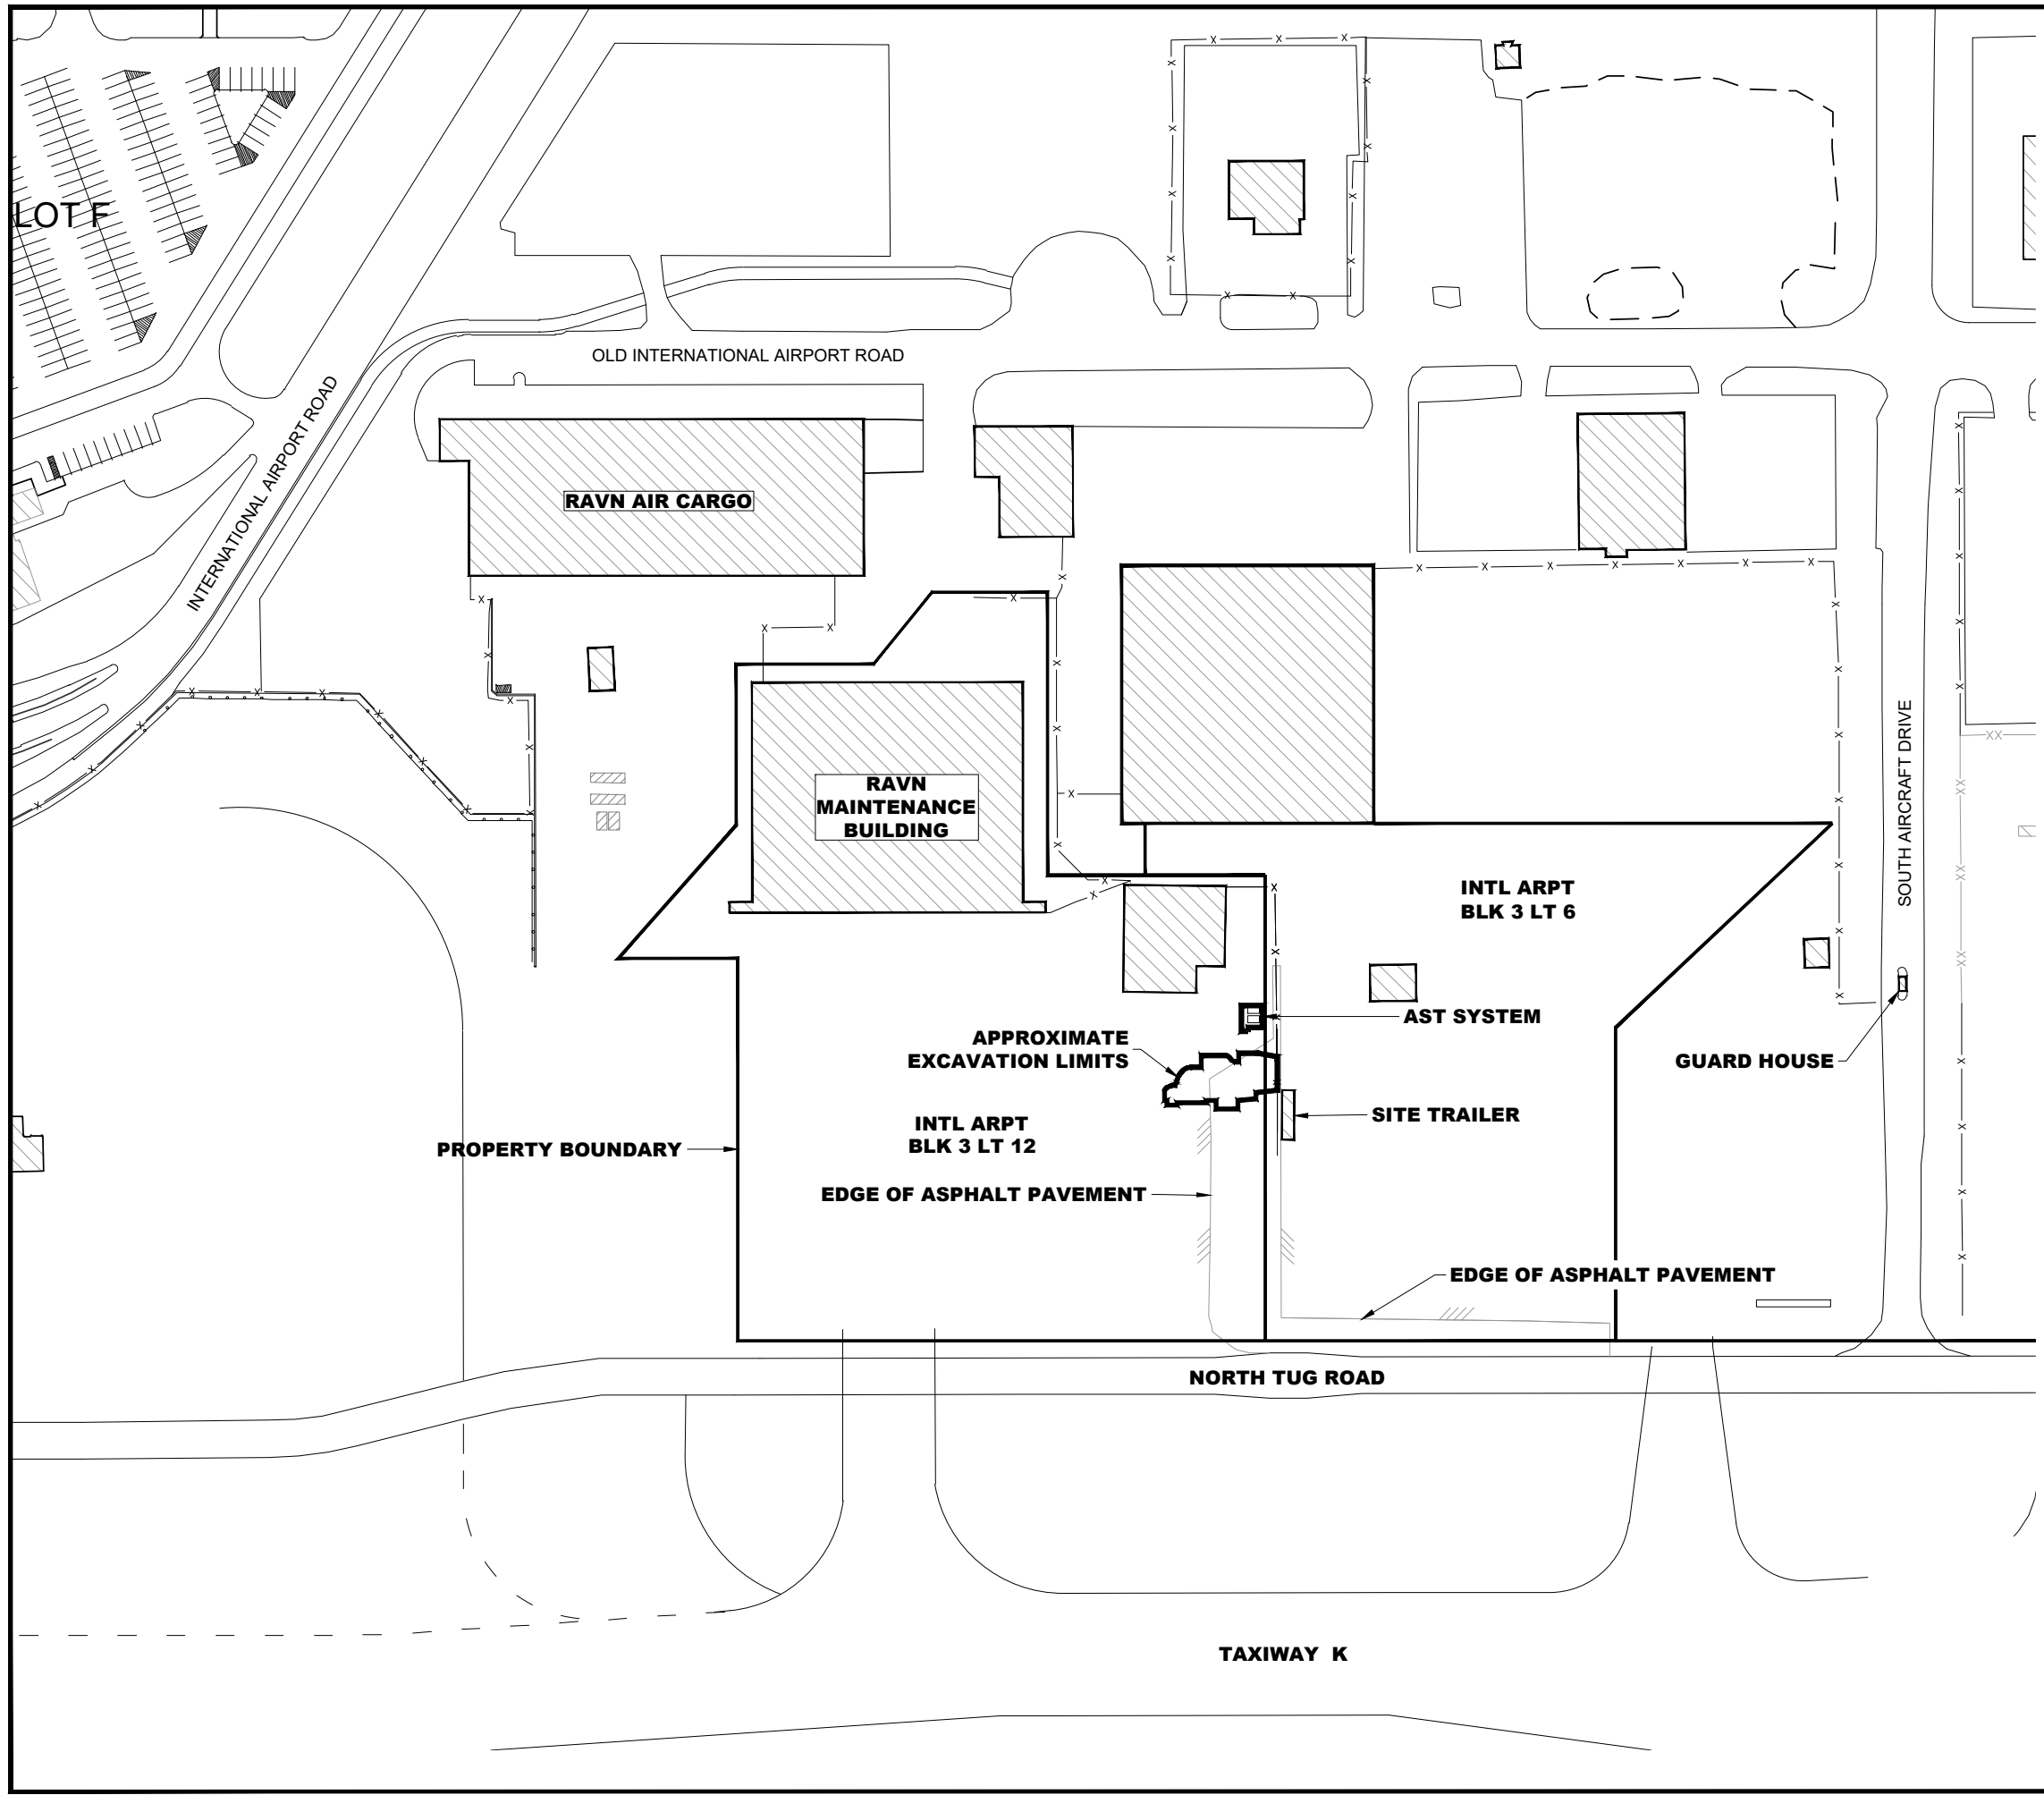 LOT F
OLD INTERNATIONAL AIRPORT ROAD
INTERNATIONAL AIRPORT ROAD
RAVN AIR CARGO
RAVN
MAINTENANCE
BUILDING
SOUTH AIRCRAFT DRIVE
INTL ARPT
BLK 3 LT 6
AST SYSTEM
APPROXIMATE
EXCAVATION LIMITS
GUARD HOUSE
SITE TRAILER
INTL ARPT
BLK 3 LT 12
PROPERTY BOUNDARY
EDGE OF ASPHALT PAVEMENT
EDGE OF ASPHALT PAVEMENT
NORTH TUG ROAD
TAXIWAY K